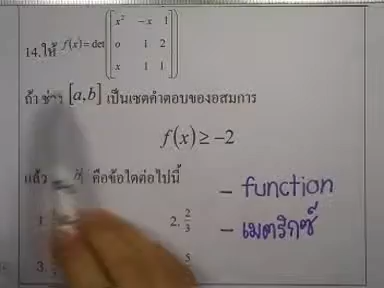 14.ให้ f(x) = det [x² -x 1
0 1 2
x 1 1]
ถ้า ช่วง [a,b] เป็นเซตคำตอบของอสมการ
f(x) ≥ -2
แล้ว คือข้อใดต่อไปนี้
- function
1. 2. 2/3
- เมตริกซ์
3. 5